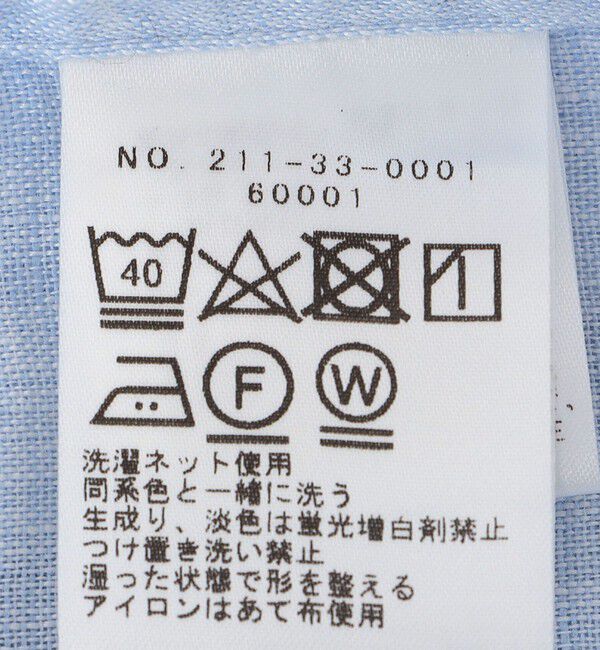 NO. 211-33-0001
60001
40
F
W
洗濯ネット使用
同系色と一緒に洗う
生成り、淡色は蛍光増白剤禁止
つけ置き洗い禁止
湿った状態で形を整える
アイロンはあて布使用